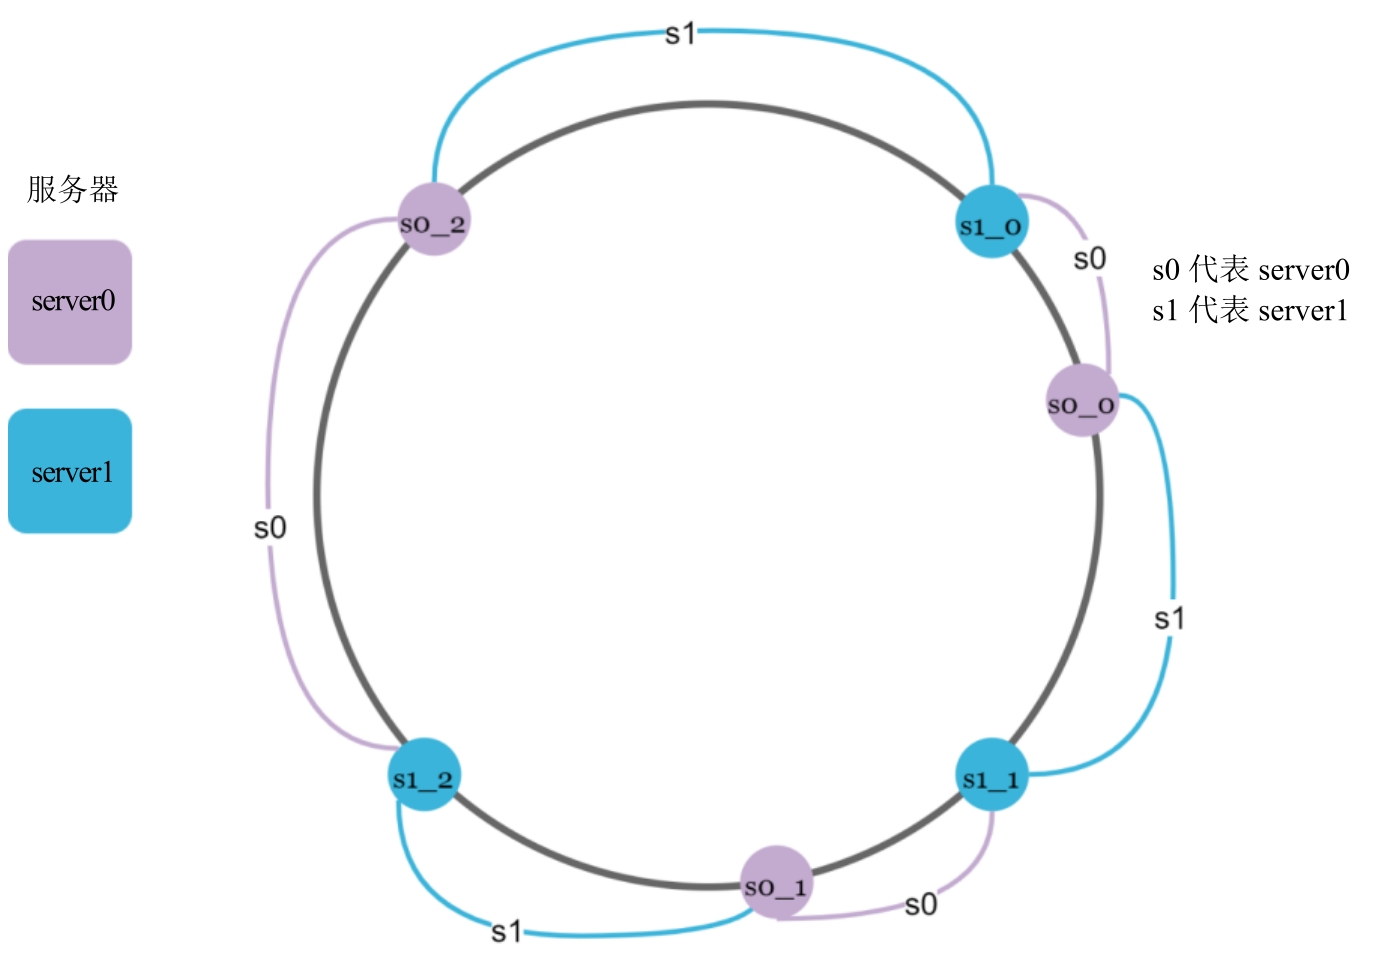 s1
服务器
s0_2
s1_0
s0
s0 代表 server0
server0
s1 代表 server1
s0_0
server1
s0
s1
s1_2
s1_1
s0_1
s0
s1